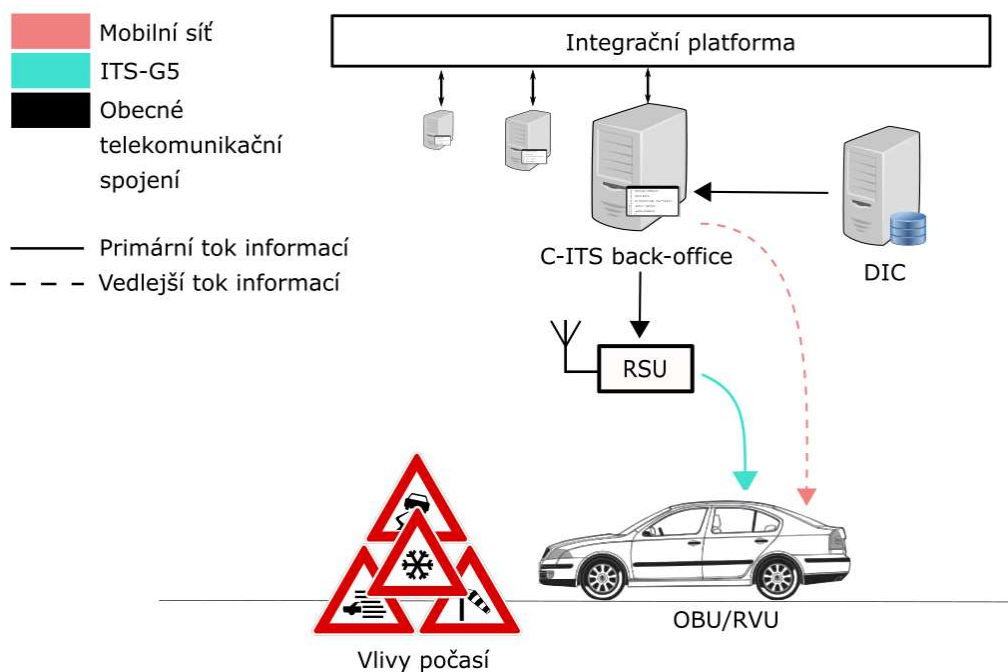 Mobilní síť
ITS-G5
Obecné
telekomunikační
spojení
Primární tok informací
Vedlejší tok informací
Integrační platforma
C-ITS back-office
DIC
RSU
OBU/RVU
Vlivy počasí